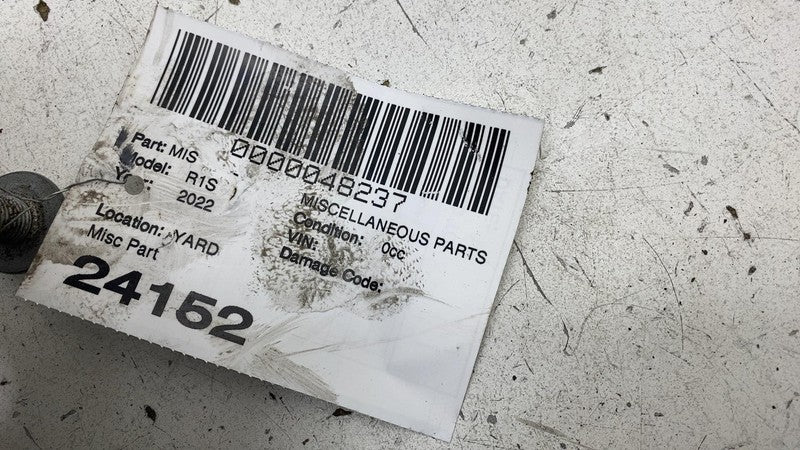 0000048237
Part: MIS
MISCELLANEOUS PARTS
Model: R1S
Condition: 0cc
Year: 2022
VIN:
Location: YARD
Damage Code:
Misc Part
24152